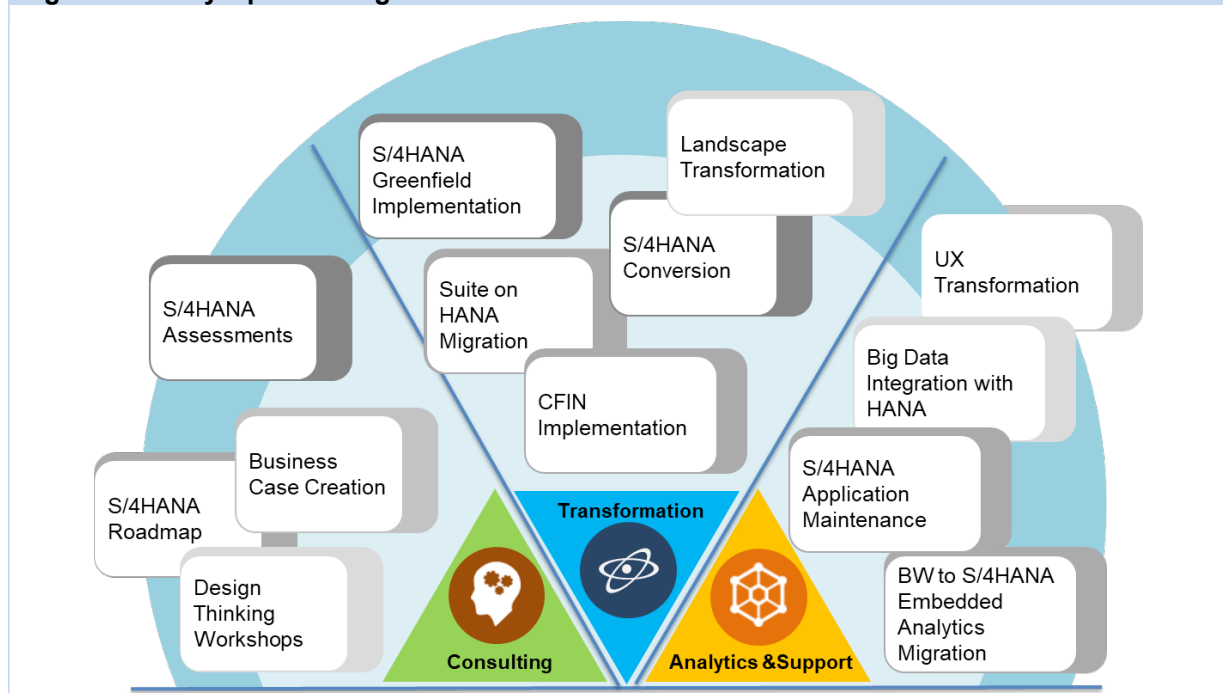 S/4HANA
Greenfield
Implementation
Landscape
Transformation
S/4HANA
Conversion
UX
Transformation
S/4HANA
Assessments
Suite on
HANA
Migration
Big Data
Integration with
HANA
CFIN
Implementation
Business
Case Creation
S/4HANA
Roadmap
S/4HANA
Application
Maintenance
Design
Thinking
Workshops
BW to S/4HANA
Embedded
Analytics
Migration
Transformation
Consulting
Analytics &Support